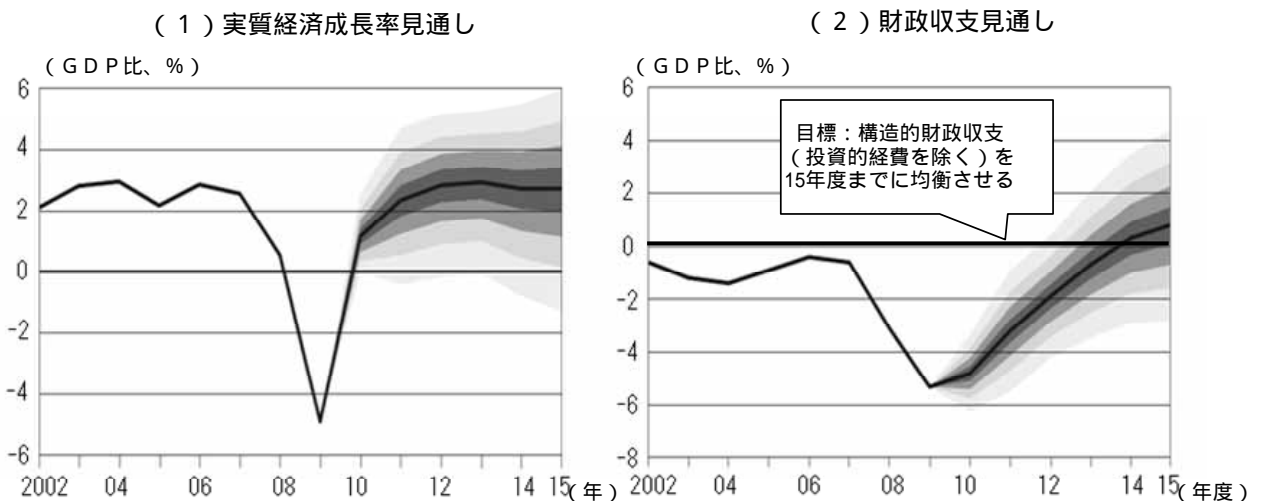 （１）実質経済成長率見通し
（ＧＤＰ比、％）
6
4
2
0
-2
-4
-6
2002 04 06 08 10 12 14 15（年）
（２）財政収支見通し
（ＧＤＰ比、％）
6
4
2
0
-2
-4
-6
-8
目標：構造的財政収支
（投資的経費を除く）を
15年度までに均衡させる
2002 04 06 08 10 12 14 15（年度）